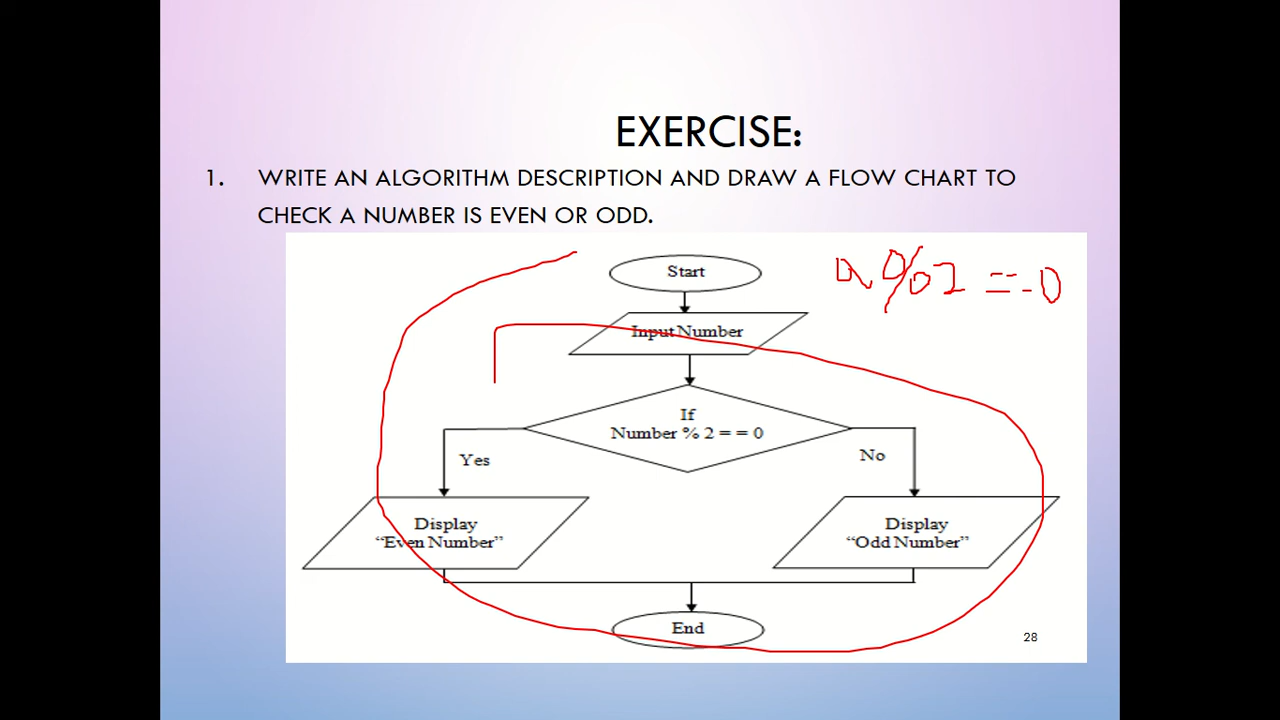 EXERCISE:
1. WRITE AN ALGORITHM DESCRIPTION AND DRAW A FLOW CHART TO
CHECK A NUMBER IS EVEN OR ODD.
Start
%2 ==0
Input Number
If
Number % 2 = = 0
Yes
No
Display
“Even Number”
Display
“Odd Number”
End
28